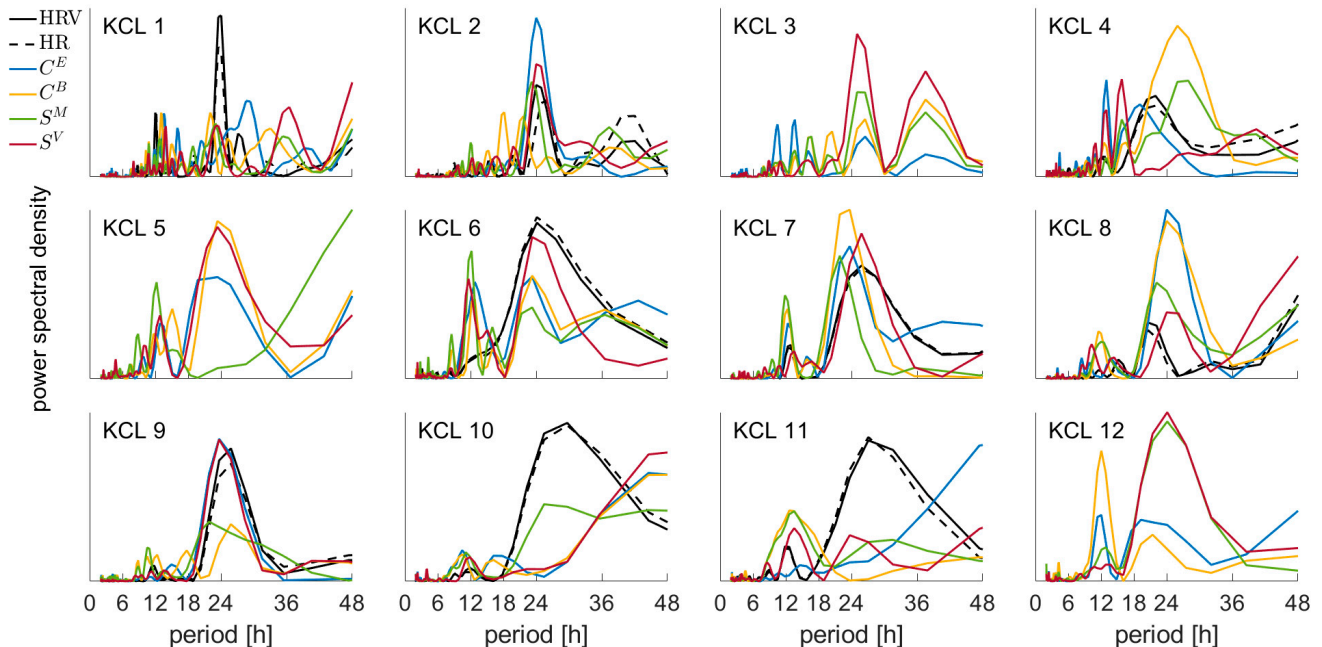 HRV
HR
C^E
C^B
S^M
S^V
KCL 1
KCL 2
KCL 3
KCL 4
KCL 5
KCL 6
KCL 7
KCL 8
KCL 9
KCL 10
KCL 11
KCL 12
power spectral density
0 6 12 18 24 36 48
0 6 12 18 24 36 48
0 6 12 18 24 36 48
0 6 12 18 24 36 48
period [h]
period [h]
period [h]
period [h]